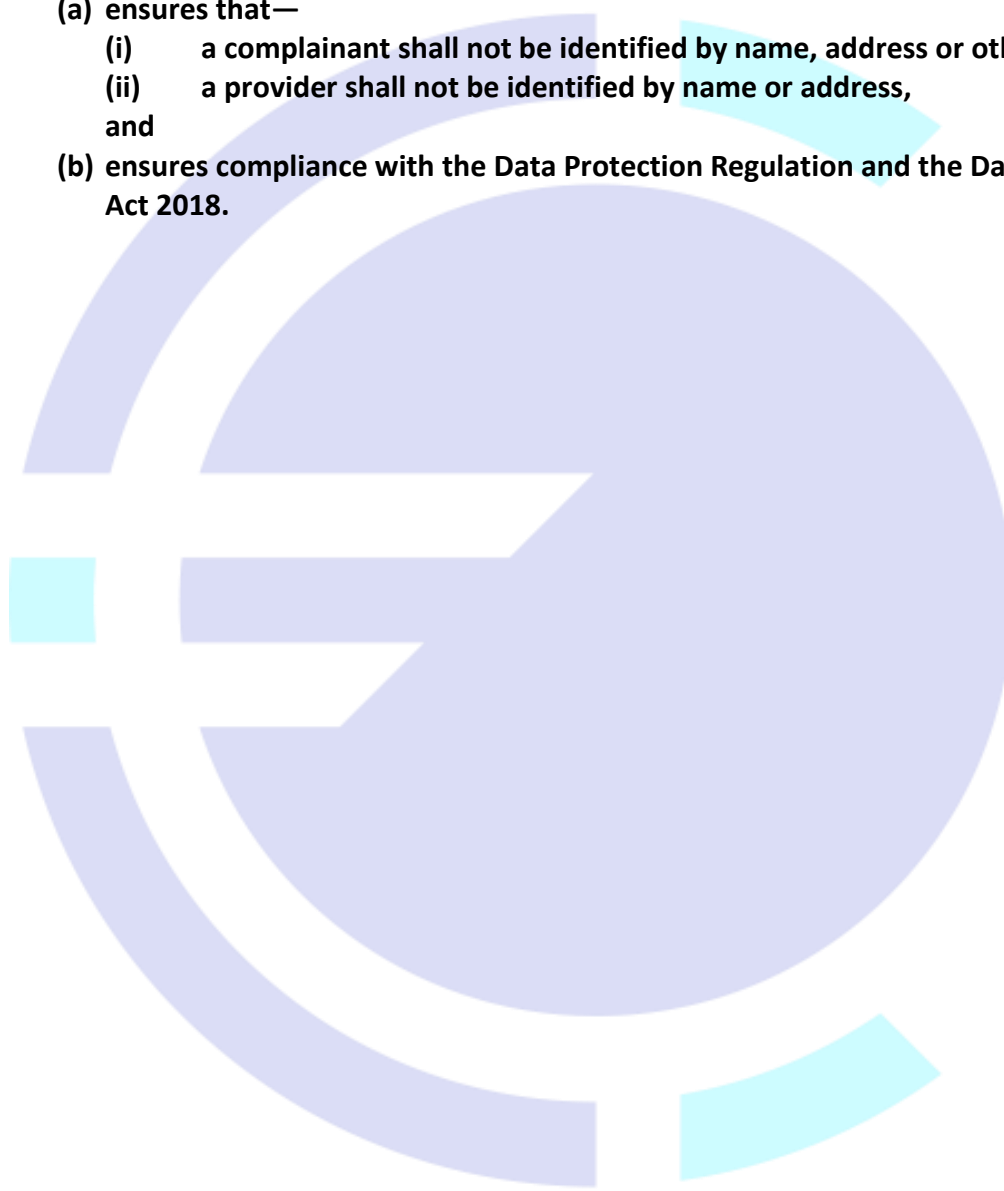 (a) ensures that—
(i) a complainant shall not be identified by name, address or
(ii) a provider shall not be identified by name or address,
and
(b) ensures compliance with the Data Protection Regulation and the
Act 2018.